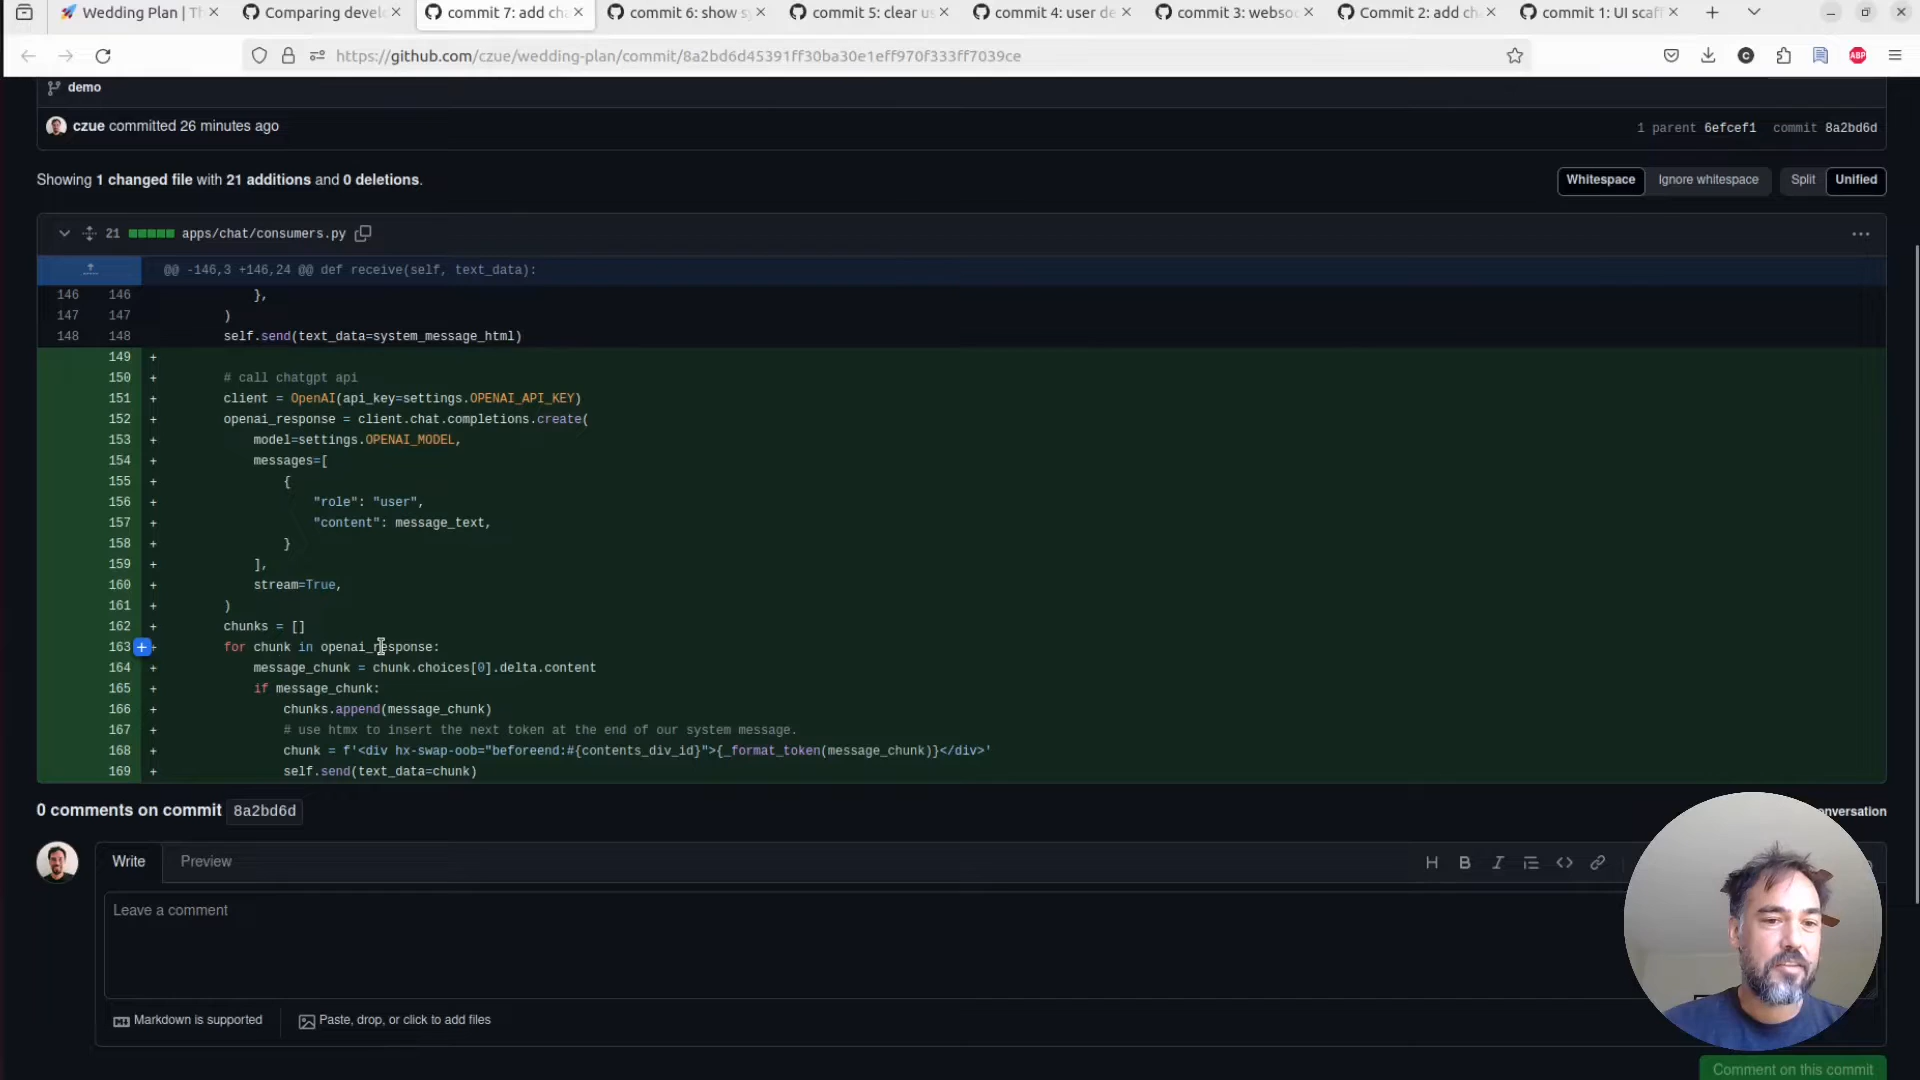 Wedding Plan | Th
Comparing develo
commit 7: add cha
commit 6: show sy
commit 5: clear us
commit 4: user de
commit 3: webso
Commit 2: add ch
commit 1: UI scaff
https://github.com/czue/wedding-plan/commit/8a2bd6d45391ff30ba30e1eff970f333ff7039ce
ABP
demo
czue committed 26 minutes ago
1 parent 6efcef1 commit 8a2bd6d
Showing 1 changed file with 21 additions and 0 deletions.
Whitespace Ignore whitespace Split Unified
21 apps/chat/consumers.py
@@ -146,3 +146,24 @@ def receive(self, text_data):
146 146 },
147 147 )
148 148 self.send(text_data=system_message_html)
149 +
150 + # call chatgpt api
151 + client = OpenAI(api_key=settings.OPENAI_API_KEY)
152 + openai_response = client.chat.completions.create(
153 + model=settings.OPENAI_MODEL,
154 + messages=[
155 + {
156 + "role": "user",
157 + "content": message_text,
158 + }
159 + ],
160 + stream=True,
161 + )
162 + chunks = []
163 + for chunk in openai_response:
164 + message_chunk = chunk.choices[0].delta.content
165 + if message_chunk:
166 + chunks.append(message_chunk)
167 + # use htmx to insert the next token at the end of our system message.
168 + chunk = f'<div hx-swap-oob="beforeend:#{contents_div_id}">{_format_token(message_chunk)}</div>'
169 + self.send(text_data=chunk)
0 comments on commit 8a2bd6d
onversation
Write Preview
Leave a comment
Markdown is supported
Paste, drop, or click to add files
Comment on this commit